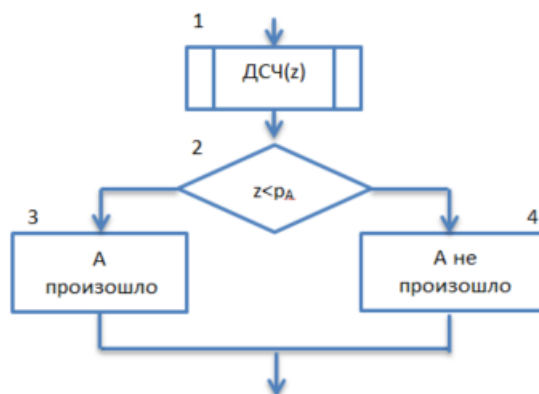 1
ДСЧ(z)
2
z<pA
3
4
А
произошло
А не
произошло